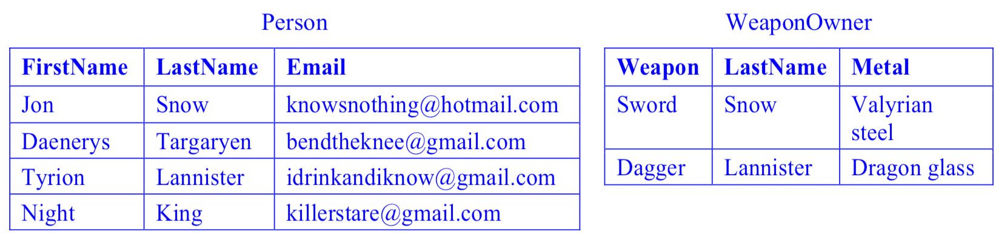 Person
FirstName LastName Email
Jon Snow knowsnothing@hotmail.com
Daenerys Targaryen bendtheknee@gmail.com
Tyrion Lannister idrinkandiknow@gmail.com
Night King killerstare@gmail.com
WeaponOwner
Weapon LastName Metal
Sword Snow Valyrian
steel
Dagger Lannister Dragon glass